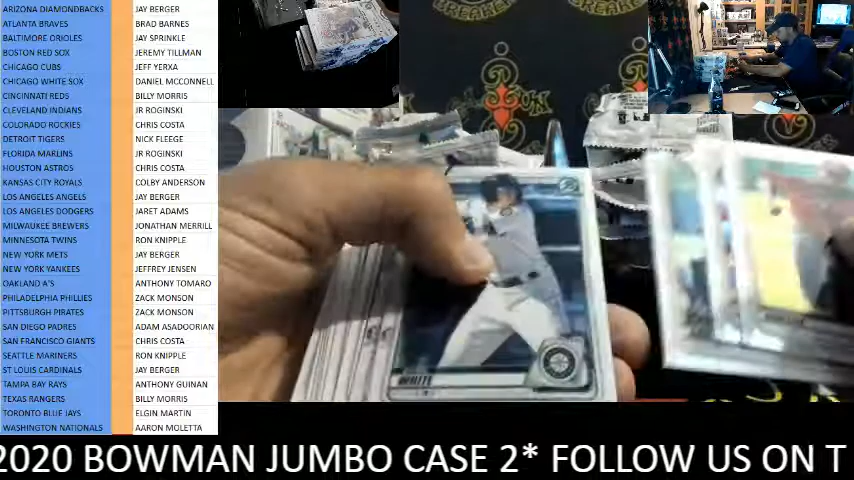 ARIZONA DIAMONDBACKS JAY BERGER
ATLANTA BRAVES BRAD BARNES
BALTIMORE ORIOLES JAY SPRINKLE
BOSTON RED SOX JEREMY TILLMAN
CHICAGO CUBS JEFF YERXA
CHICAGO WHITE SOX DANIEL MCCONNELL
CINCINNATI REDS BILLY MORRIS
CLEVELAND INDIANS JR ROGINSKI
COLORADO ROCKIES CHRIS COSTA
DETROIT TIGERS NICK FLEEGE
FLORIDA MARLINS JR ROGINSKI
HOUSTON ASTROS CHRIS COSTA
KANSAS CITY ROYALS COLBY ANDERSON
LOS ANGELES ANGELS JAY BERGER
LOS ANGELES DODGERS JARET ADAMS
MILWAUKEE BREWERS JONATHAN MERRILL
MINNESOTA TWINS RON KNIPPLE
NEW YORK METS JAY BERGER
NEW YORK YANKEES JEFFREY JENSEN
OAKLAND A'S ANTHONY TOMARO
PHILADELPHIA PHILLIES ZACK MONSON
PITTSBURGH PIRATES ZACK MONSON
SAN DIEGO PADRES ADAM ASADOORIAN
SAN FRANCISCO GIANTS CHRIS COSTA
SEATTLE MARINERS RON KNIPPLE
ST LOUIS CARDINALS JAY BERGER
TAMPA BAY RAYS ANTHONY GUINAN
TEXAS RANGERS BILLY MORRIS
TORONTO BLUE JAYS ELGIN MARTIN
WASHINGTON NATIONALS AARON MOLETTA
WHITE
2020 BOWMAN JUMBO CASE 2* FOLLOW US ON T